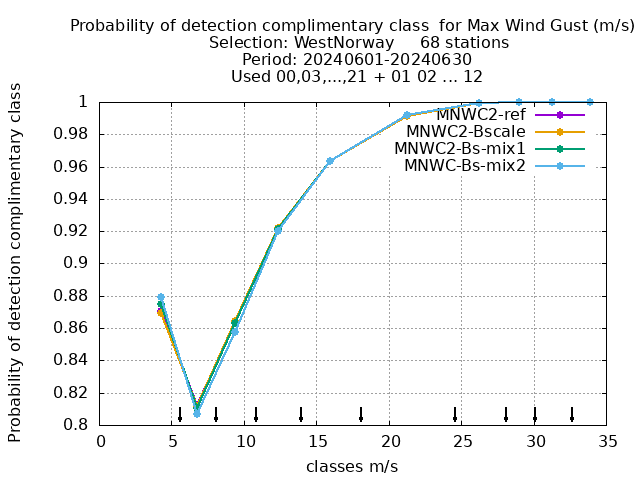 Probability of detection complimentary class  for Max Wind Gust (m/s)
Selection: WestNorway     68 stations
Period: 20240601-20240630
Used 00,03,...,21 + 01 02 ... 12
Probability of detection complimentary class
1
0.98
0.96
0.94
0.92
0.9
0.88
0.86
0.84
0.82
0.8
MNWC2-ref
MNWC2-Bscale
MNWC2-Bs-mix1
MNWC-Bs-mix2
0 5 10 15 20 25 30 35
classes m/s